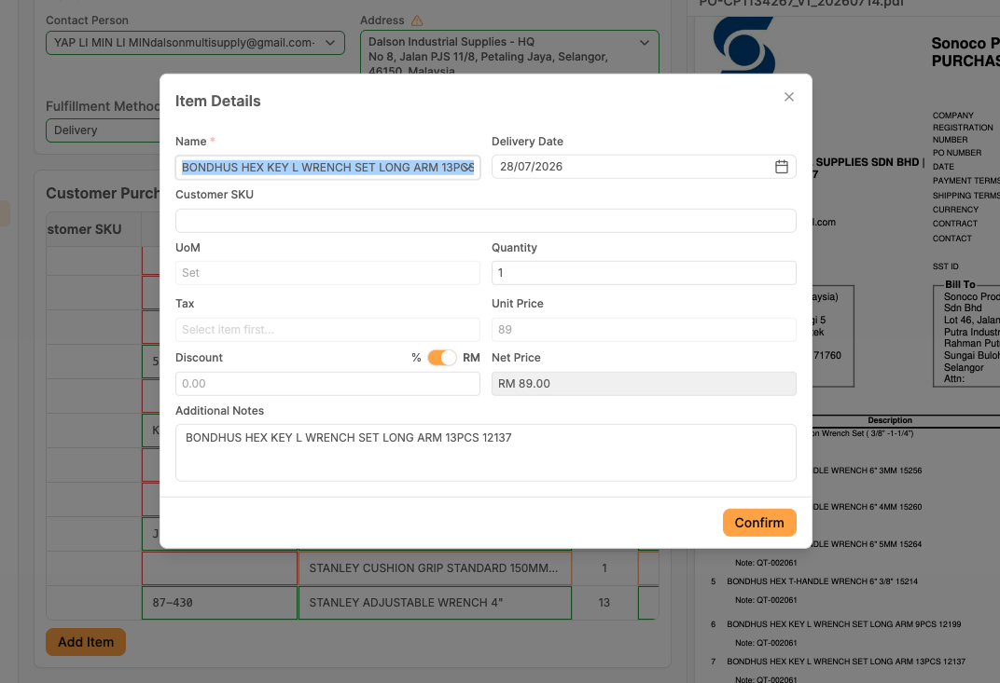 PO-CP1134267_v1_20260714.pdf
Contact Person
Address
YAP LI MIN LI MINdalsonmultisupply@gmail.com·
Dalson Industrial Supplies - HQ
No 8, Jalan PJS 11/8, Petaling Jaya, Selangor,
46150, Malaysia
Fulfillment Method
Delivery
Customer Purch
stomer SKU
Item Details
Name *
BONDHUS HEX KEY L WRENCH SET LONG ARM 13PCS
Delivery Date
28/07/2026
Customer SKU
UoM
Set
Quantity
1
Tax
Select item first...
Unit Price
89
Discount
% RM
0.00
Net Price
RM 89.00
Additional Notes
BONDHUS HEX KEY L WRENCH SET LONG ARM 13PCS 12137
Confirm
5
K
J
STANLEY CUSHION GRIP STANDARD 150MM... 1
87-430 STANLEY ADJUSTABLE WRENCH 4" 13
Add Item
Sonoco P
PURCHAS
COMPANY
REGISTRATION
NUMBER
PO NUMBER
DATE
PAYMENT TERMS
SHIPPING TERMS
CURRENCY
CONTRACT
CONTACT
SST ID
SUPPLIES SDN BHD |
7
l.com
aysia)
gi 5
tek
71760
Bill To
Sonoco Prod
Sdn Bhd
Lot 46, Jalan
Putra Industr
Rahman Put
Sungai Buloh
Selangor
Attn:
Description
on Wrench Set ( 3/8" -1-1/4")
DLE WRENCH 6" 3MM 15256
DLE WRENCH 6" 4MM 15260
DLE WRENCH 6" 5MM 15264
Note: QT-002061
5 BONDHUS HEX T-HANDLE WRENCH 6" 3/8" 15214
Note: QT-002061
6 BONDHUS HEX KEY L WRENCH SET LONG ARM 9PCS 12199
Note: QT-002061
7 BONDHUS HEX KEY L WRENCH SET LONG ARM 13PCS 12137
Note: QT-002061